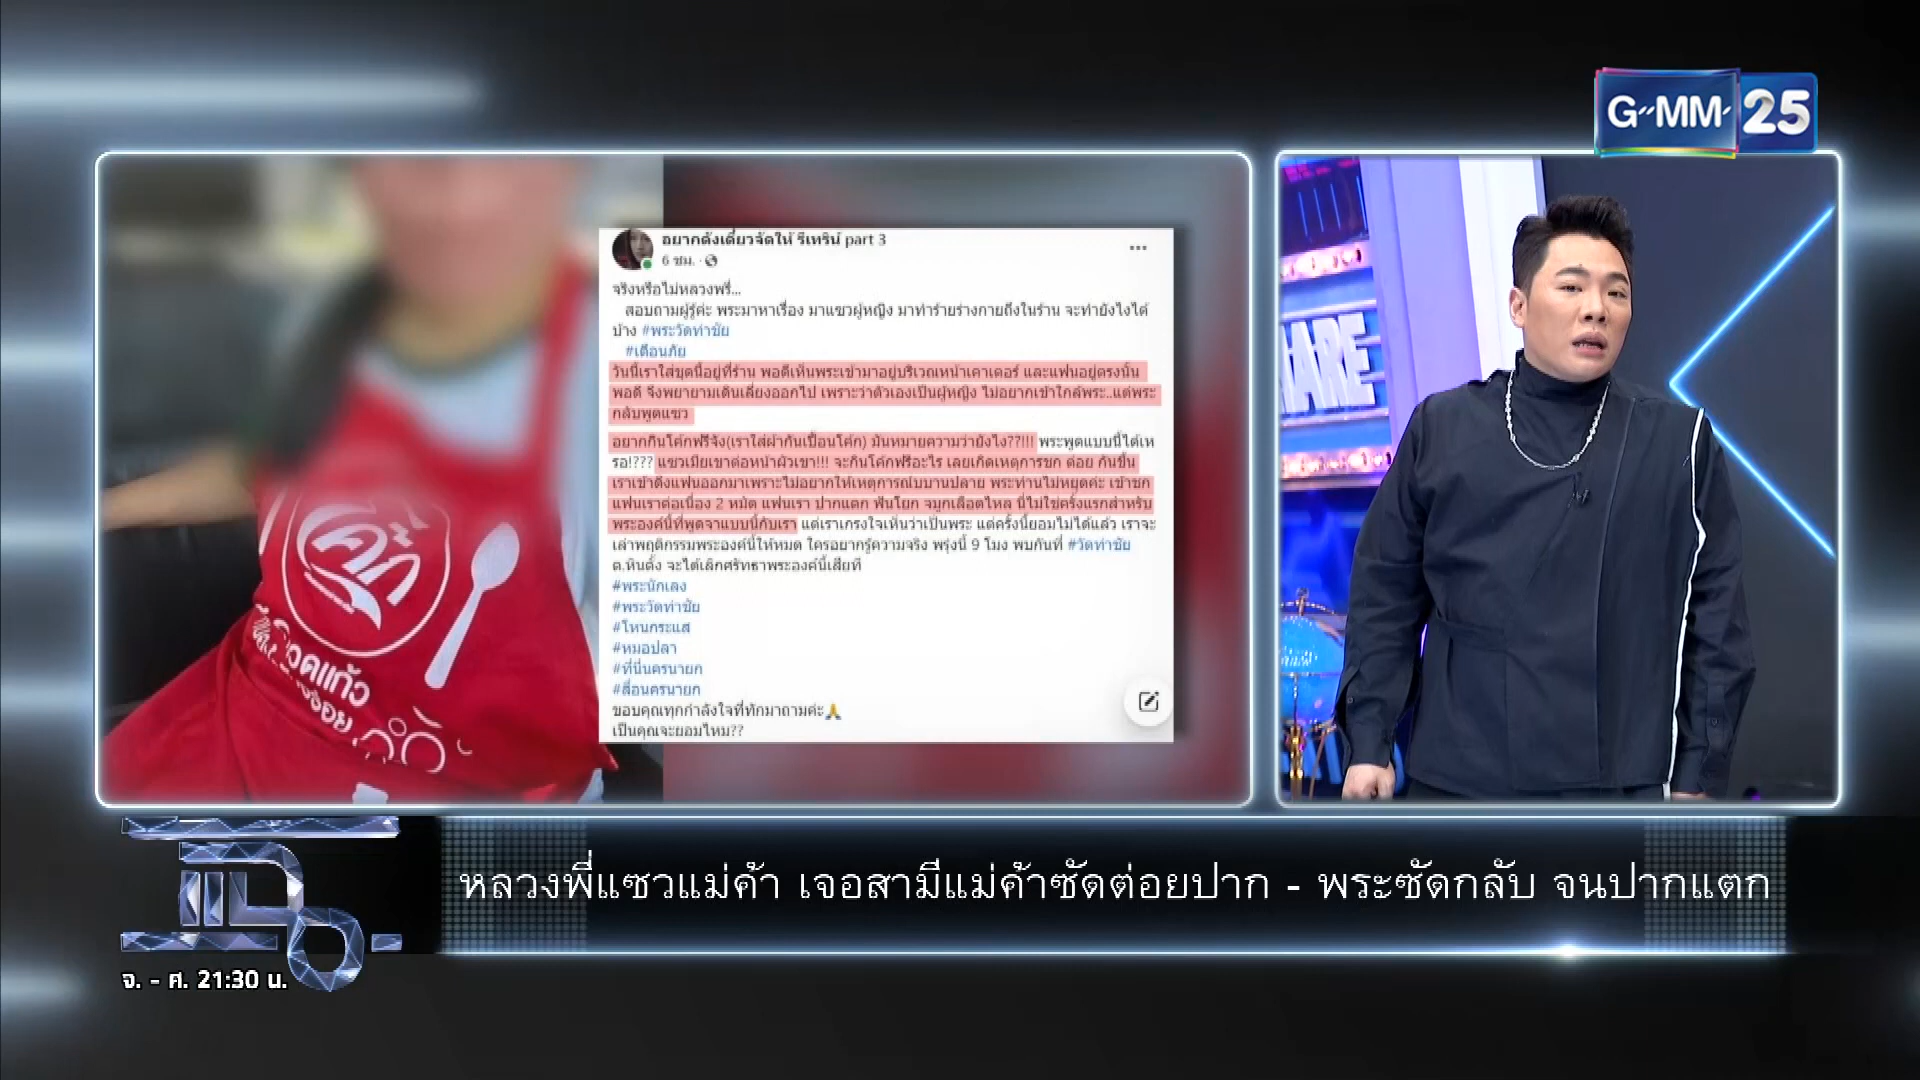 G"MM' 25
อยากดังเดี๋ยวจัดให้ รีเทิร์น part 3
6 ชม.
จริงหรือไม่หลวงพรี่...
สอบถามผู้รู้ค่ะ พระมาหาเรื่อง มาแซวผู้หญิง มาทำร้ายร่างกายถึงในร้าน จะทำยังไงได้
บ้าง #พระวัดท่าชัย
#เตือนภัย
วันนี้เราใส่ชุดนี้อยู่ที่ร้าน พอดีเห็นพระเข้ามาอยู่บริเวณหน้าเคาเตอร์ และแฟนอยู่ตรงนั้น
พอดี จึงพยายามเดินเลี่ยงออกไป เพราะว่าตัวเองเป็นผู้หญิง ไม่อยากเข้าใกล้พระ..แต่พระ
กลับพูดแซว
อยากกินโค้กฟรีจัง(เราใส่ผ้ากันเปื้อนโค้ก) มันหมายความว่ายังไง??!!! พระพูดแบบนี้ได้เห
รอ!??? แซวเมียเขาต่อหน้าผัวเขา!!! จะกินโค้กฟรีอะไร เลยเกิดเหตุการชก ต่อย กันขึ้น
เราเข้าดึงแฟนออกมาเพราะไม่อยากให้เหตุการณ์บานปลาย พระท่านไม่หยุดค่ะ เข้าชก
แฟนเราต่อเนื่อง 2 หมัด แฟนเรา ปากแตก ฟันโยก จมูกเลือดไหล นี่ไม่ใช่ครั้งแรกสำหรับ
พระองค์นี้ที่พูดจาแบบนี้กับเรา แต่เราเกรงใจเห็นว่าเป็นพระ แต่ครั้งนี้ยอมไม่ได้แล้ว เราจะ
เล่าพฤติกรรมพระองค์นี้ให้หมด ใครอยากรู้ความจริง พรุ่งนี้ 9 โมง พบกันที่ #วัดท่าชัย
ต.หินตั้ง จะได้เลิกศรัทธาพระองค์นี้เสียที
#พระนักเลง
#พระวัดท่าชัย
#โหนกระแส
#หมอปลา
#ที่นี่นครนายก
#สื่อนครนายก
ขอบคุณทุกกำลังใจที่ทักมาถามค่ะ🙏
เป็นคุณจะยอมไหม??
SHARE
แฉ
หลวงพี่แซวแม่ค้า เจอสามีแม่ค้าซัดต่อยปาก - พระซัดกลับ จนปากแตก
จ. - ศ. 21:30 น.